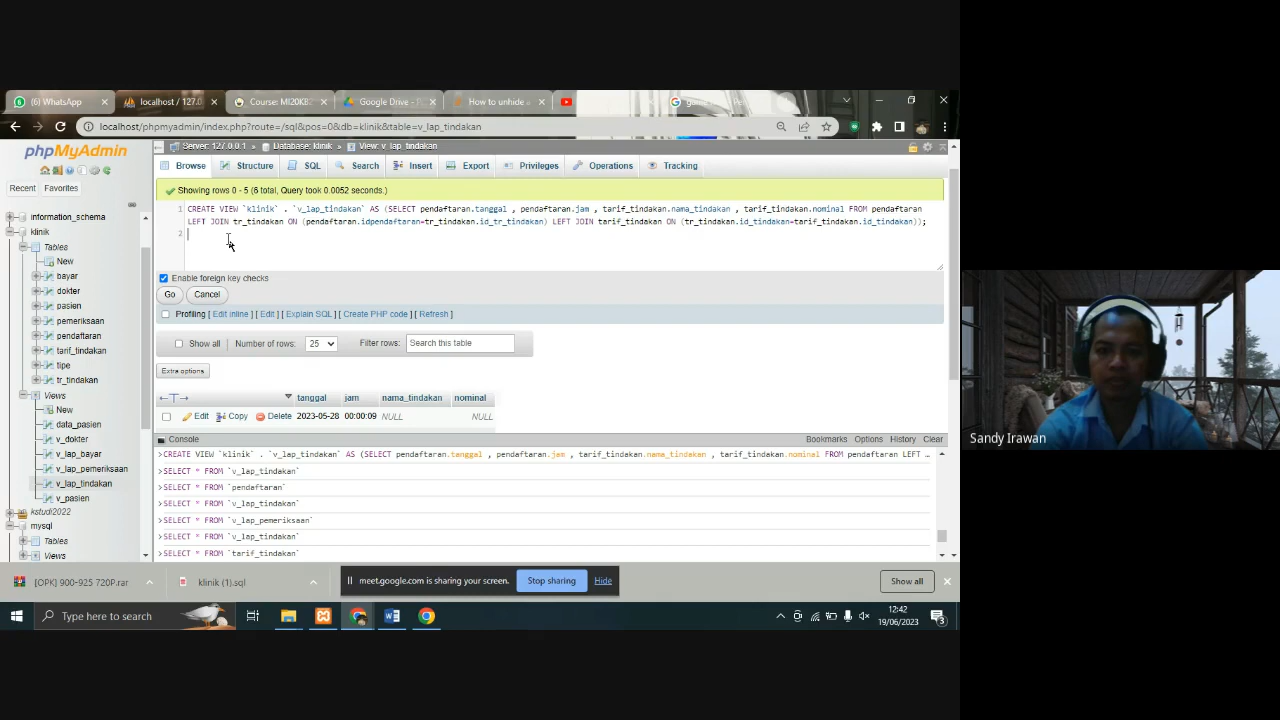 (6) WhatsApp
localhost / 127.0
Course: MI20KB2
Google Drive - P
How to unhide a
localhost/phpmyadmin/index.php?route=/sql&pos=0&db=klinik&table=v_lap_tindakan
phpMyAdmin
Recent
Favorites
information_schema
klinik
Tables
New
bayar
dokter
pasien
pemeriksaan
pendaftaran
tarif_tindakan
tipe
tr_tindakan
Views
New
data_pasien
v_dokter
v_lap_bayar
v_lap_pemeriksaan
v_lap_tindakan
v_pasien
kstudi2022
mysql
Tables
Views
Server: 127.0.0.1 » Database: klinik » View: v_lap_tindakan
Browse Structure SQL Search Insert Export Privileges Operations Tracking
Showing rows 0 - 5 (6 total, Query took 0.0052 seconds.)
1 CREATE VIEW `klinik` . `v_lap_tindakan` AS (SELECT pendaftaran.tanggal , pendaftaran.jam , tarif_tindakan.nama_tindakan , tarif_tindakan.nominal FROM pendaftaran
LEFT JOIN tr_tindakan ON (pendaftaran.idpendaftaran=tr_tindakan.id_tr_tindakan) LEFT JOIN tarif_tindakan ON (tr_tindakan.id_tindakan=tarif_tindakan.id_tindakan));
2
Enable foreign key checks
Go Cancel
Profiling [ Edit inline ] [ Edit ] [ Explain SQL ] [ Create PHP code ] [ Refresh ]
Show all Number of rows: 25 Filter rows: Search this table
Extra options
tanggal jam nama_tindakan nominal
Edit Copy Delete 2023-05-28 00:00:09 NULL NULL
Console Bookmarks Options History Clear
>CREATE VIEW `klinik` . `v_lap_tindakan` AS (SELECT pendaftaran.tanggal , pendaftaran.jam , tarif_tindakan.nama_tindakan , tarif_tindakan.nominal FROM pendaftaran LEFT ...
>SELECT * FROM `v_lap_tindakan`
>SELECT * FROM `pendaftaran`
>SELECT * FROM `v_lap_tindakan`
>SELECT * FROM `v_lap_pemeriksaan`
>SELECT * FROM `v_lap_tindakan`
>SELECT * FROM `tarif_tindakan`
[OPK] 900-925 720P.rar
klinik (1).sql
meet.google.com is sharing your screen.
Stop sharing
Hide
Show all
Type here to search
12:42
19/06/2023
3
Sandy Irawan